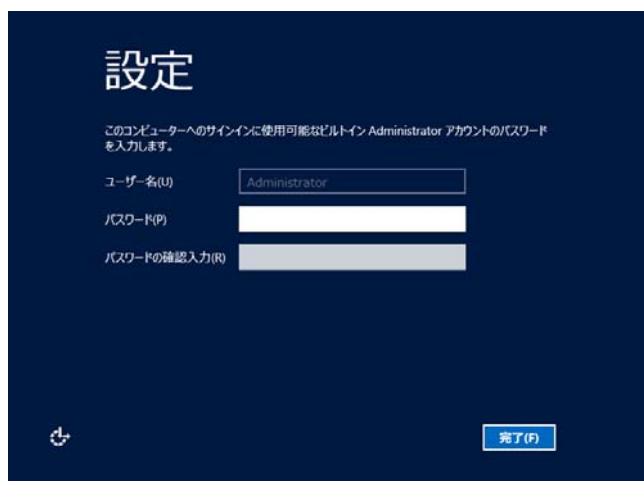 設定
このコンピューターへのサインインに使用可能なビルトイン Administrator アカウントのパスワード
を入力します。
ユーザー名(U)
Administrator
パスワード(P)
パスワードの確認入力(R)
完了(F)